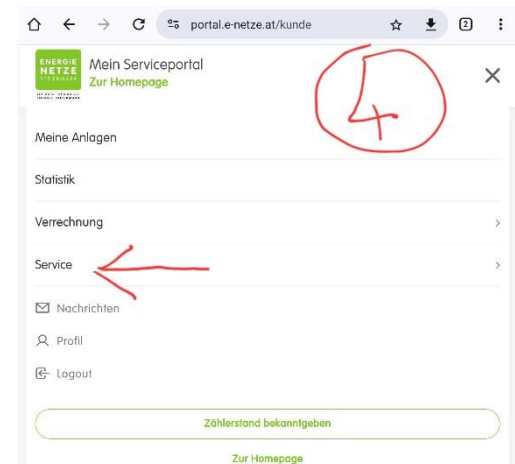 portal.e-netze.at/kunde
2
ENERGIE
NETZE
STEIERMARK
Mein Serviceportal
Zur Homepage
4
Meine Anlagen
Statistik
Verrechnung
Service
Nachrichten
Profil
Logout
Zählerstand bekanntgeben
Zur Homepage